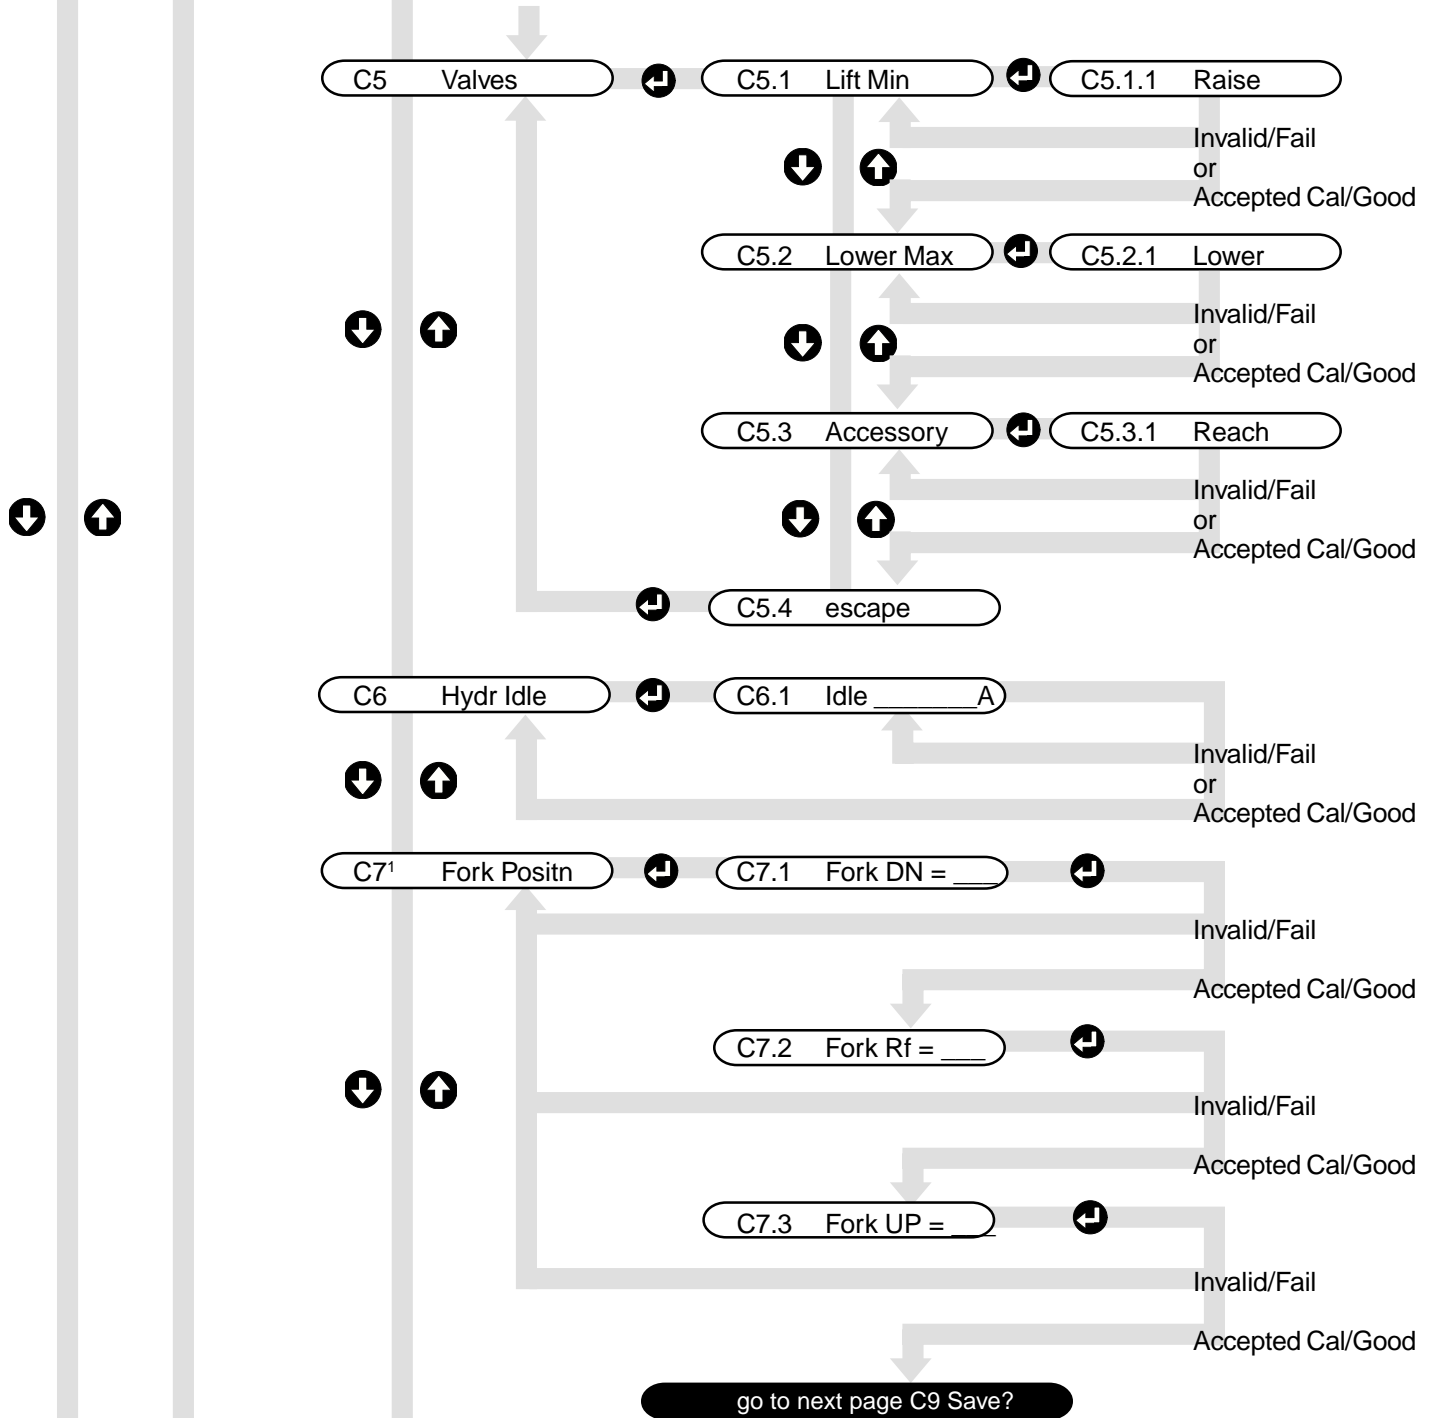 C5 Valves
C5.1 Lift Min
C5.1.1 Raise
Invalid/Fail
or
Accepted Cal/Good
C5.2 Lower Max
C5.2.1 Lower
Invalid/Fail
or
Accepted Cal/Good
C5.3 Accessory
C5.3.1 Reach
Invalid/Fail
or
Accepted Cal/Good
C5.4 escape
C6 Hydr Idle
C6.1 Idle _______A
Invalid/Fail
or
Accepted Cal/Good
C7¹ Fork Positn
C7.1 Fork DN = ___
Invalid/Fail
Accepted Cal/Good
C7.2 Fork Rf = ___
Invalid/Fail
Accepted Cal/Good
C7.3 Fork UP = ___
Invalid/Fail
Accepted Cal/Good
go to next page C9 Save?